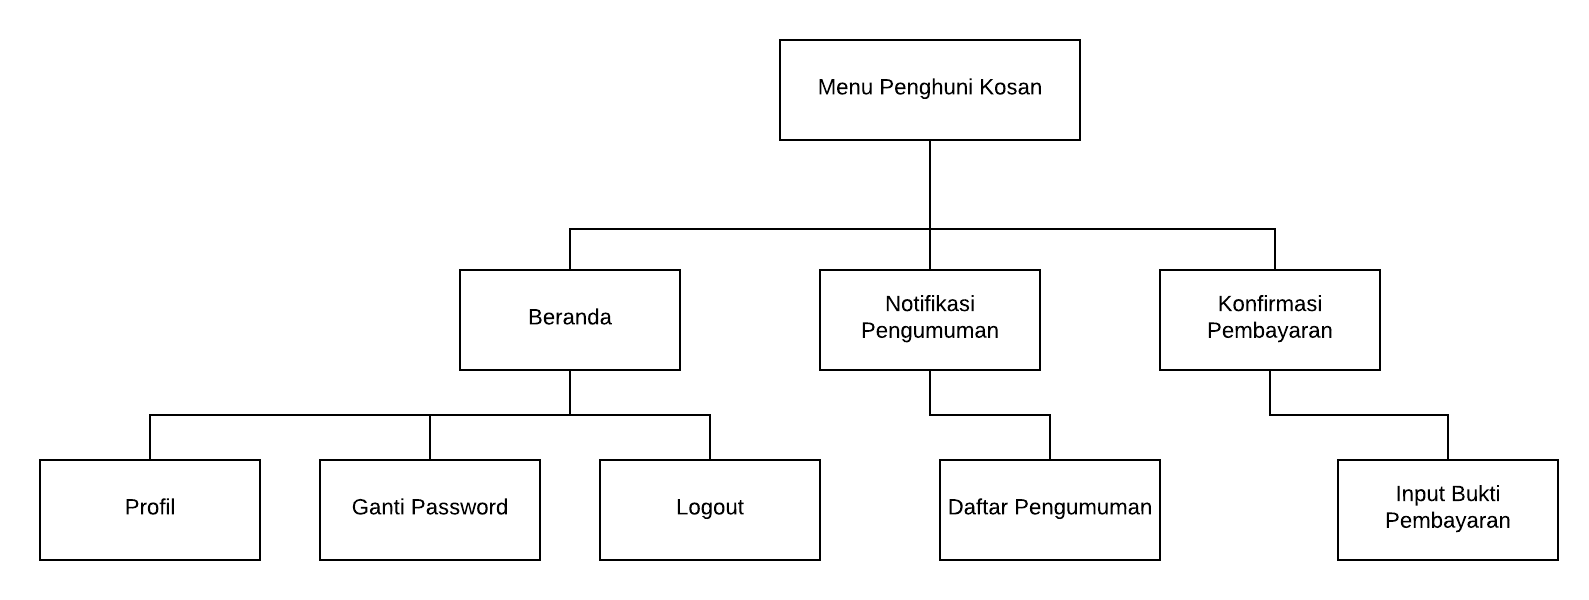 Menu Penghuni Kosan
Beranda
Notifikasi
Pengumuman
Konfirmasi
Pembayaran
Profil
Ganti Password
Logout
Daftar Pengumuman
Input Bukti
Pembayaran